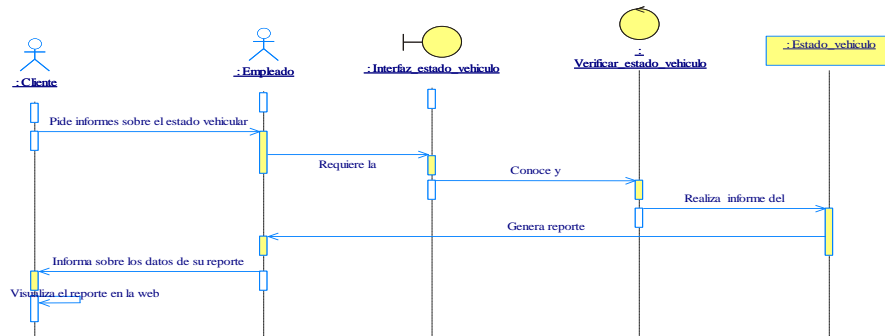 : Cliente
: Empleado
: Interfaz_estado_vehiculo
:
Verificar_estado_vehiculo
: Estado_vehiculo
Pide informes sobre el estado vehicular
Requiere la
Conoce y
Realiza informe del
Genera reporte
Informa sobre los datos de su reporte
Visualiza el reporte en la web